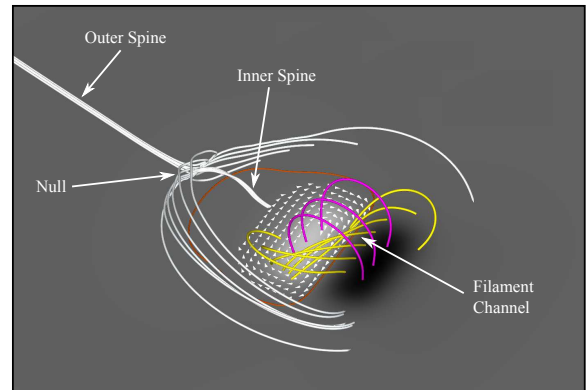 Outer Spine
Inner Spine
Null
Filament
Channel